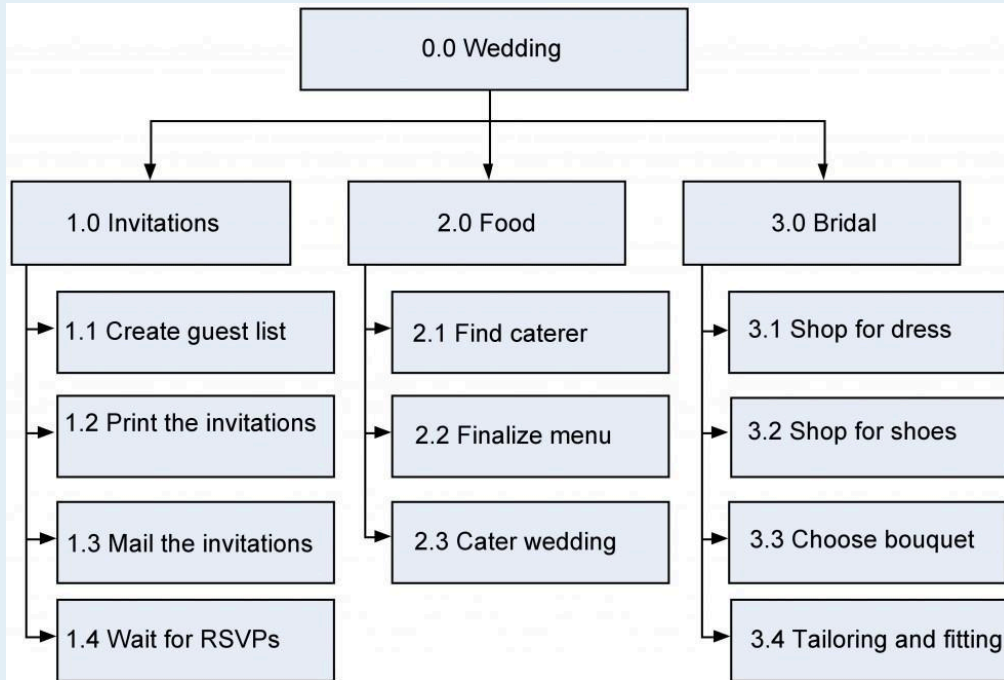 0.0 Wedding
1.0 Invitations
1.1 Create guest list
1.2 Print the invitations
1.3 Mail the invitations
1.4 Wait for RSVPs
2.0 Food
2.1 Find caterer
2.2 Finalize menu
2.3 Cater wedding
3.0 Bridal
3.1 Shop for dress
3.2 Shop for shoes
3.3 Choose bouquet
3.4 Tailoring and fitting